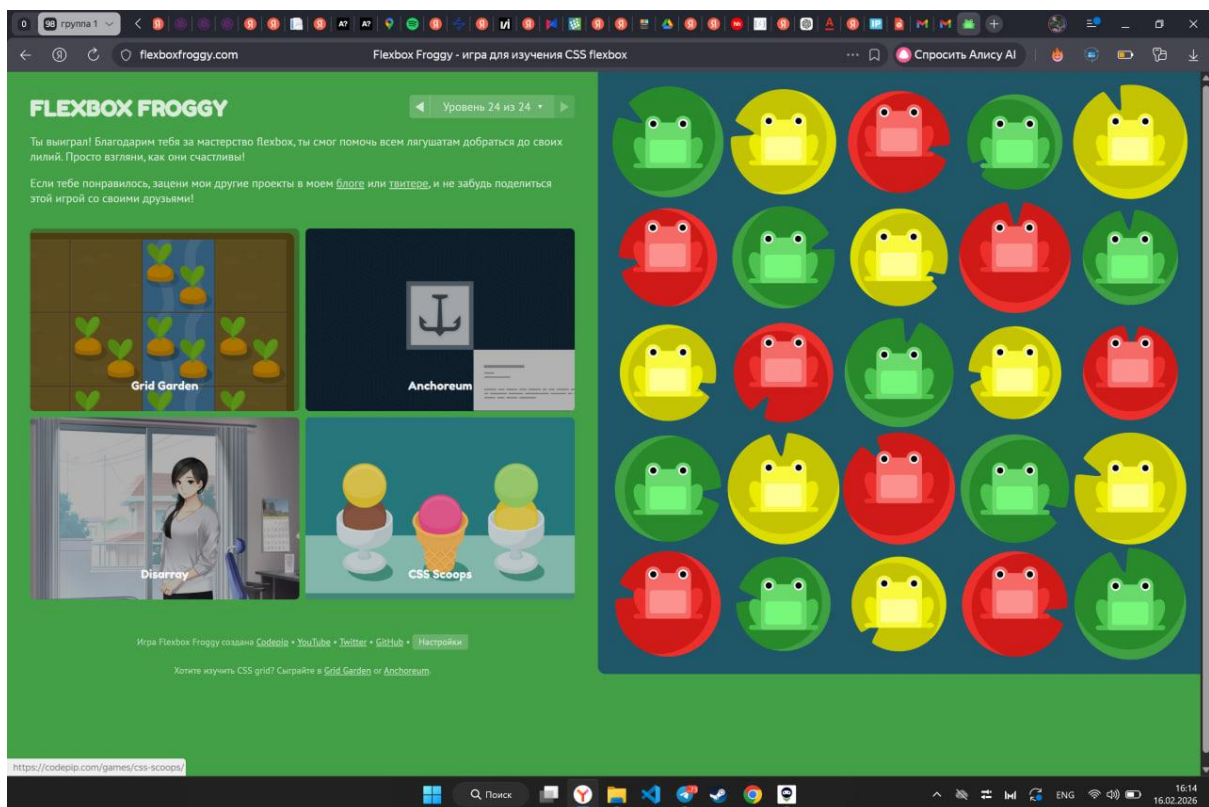 0
98 группа 1
flexboxfroggy.com
Flexbox Froggy - игра для изучения CSS flexbox
Спросить Алису AI
FLEXBOX FROGGY
Уровень 24 из 24
Ты выиграл! Благодарим тебя за мастерство flexbox, ты смог помочь всем лягушатам добраться до своих
лилий. Просто взгляни, как они счастливы!
Если тебе понравилось, зацени мои другие проекты в моем блоге или твитере, и не забудь поделиться
этой игрой со своими друзьями!
Grid Garden
Anchoreum
Disarray
CSS Scoops
Игра Flexbox Froggy создана Codepip • YouTube • Twitter • GitHub • Настройки
Хотите изучить CSS grid? Сыграйте в Grid Garden or Anchoreum.
https://codepip.com/games/css-scoops/
Поиск
ENG
16:14
16.02.2026